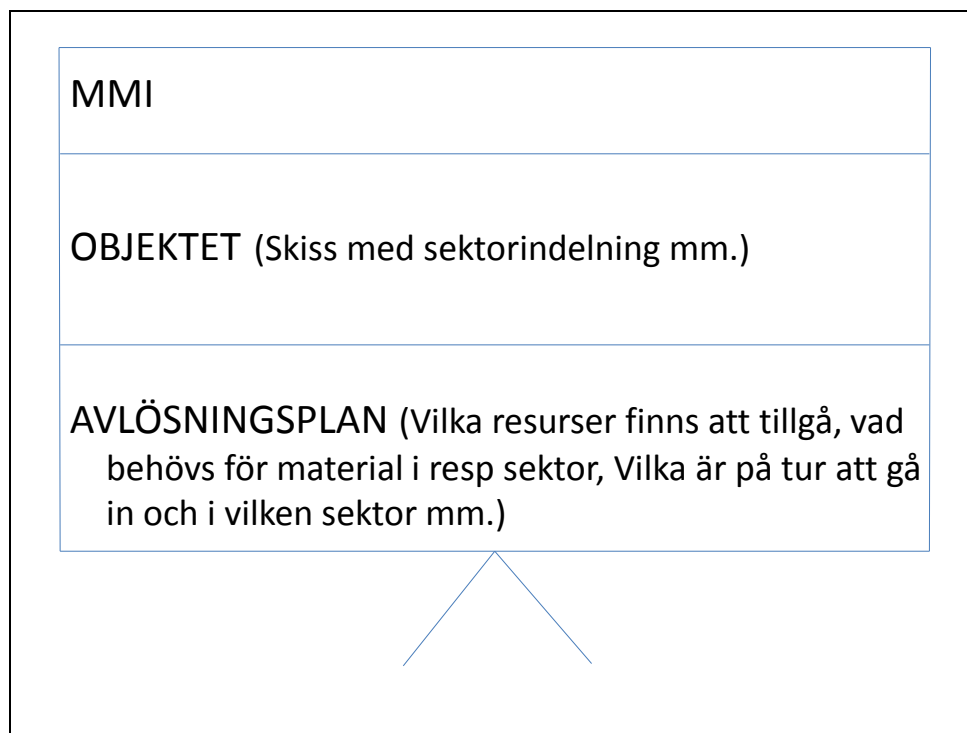 MMI
OBJEKTET (Skiss med sektorindelning mm.)
AVLÖSNINGSPLAN (Vilka resurser finns att tillgå, vad
behövs för material i resp sektor, Vilka är på tur att gå
in och i vilken sektor mm.)